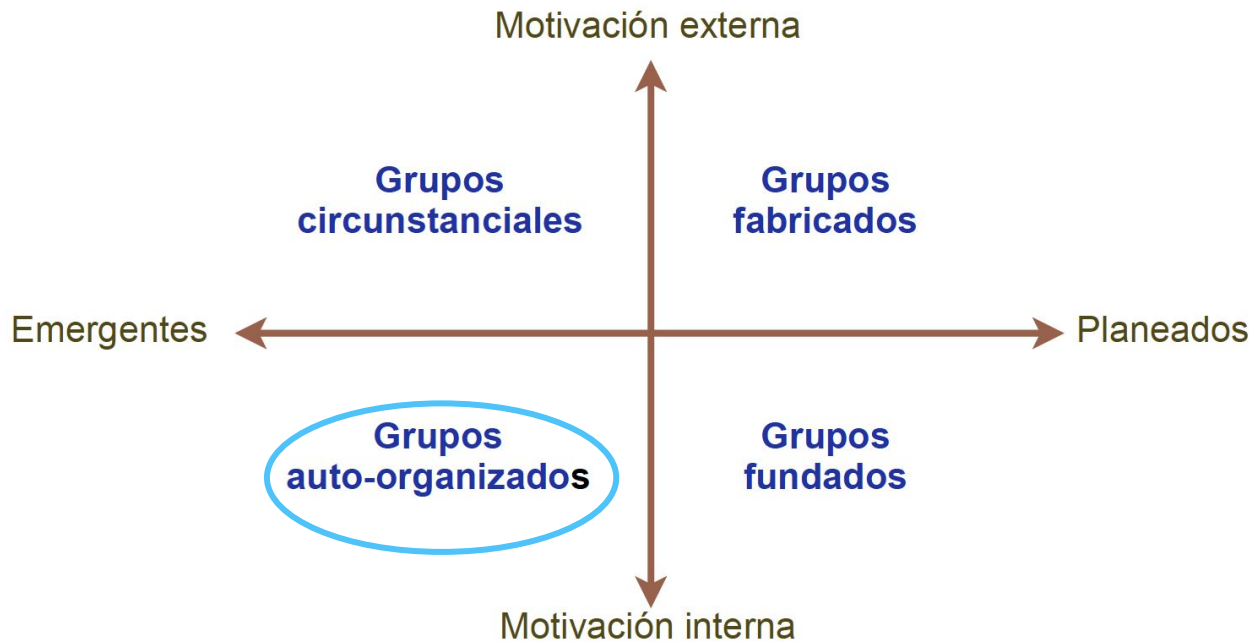 Motivación externa
Grupos
circunstanciales
Grupos
fabricados
Emergentes
Planeados
Grupos
auto-organizados
Grupos
fundados
Motivación interna